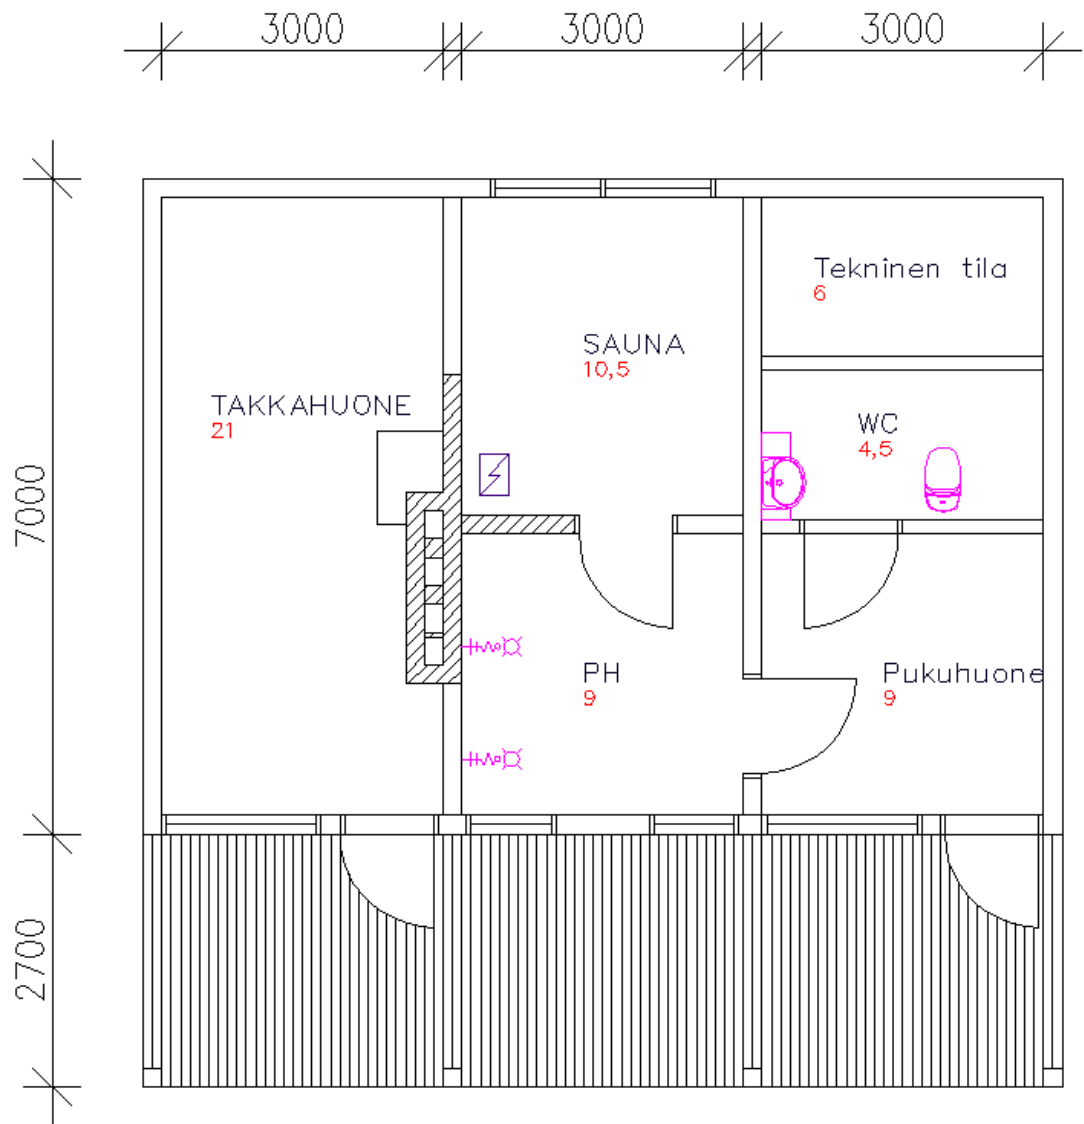 3000 3000 3000
Tekninen tila
6
SAUNA
10,5
TAKKAHUONE
21
WC
4,5
7000
PH
9
Pukuhuone
9
2700